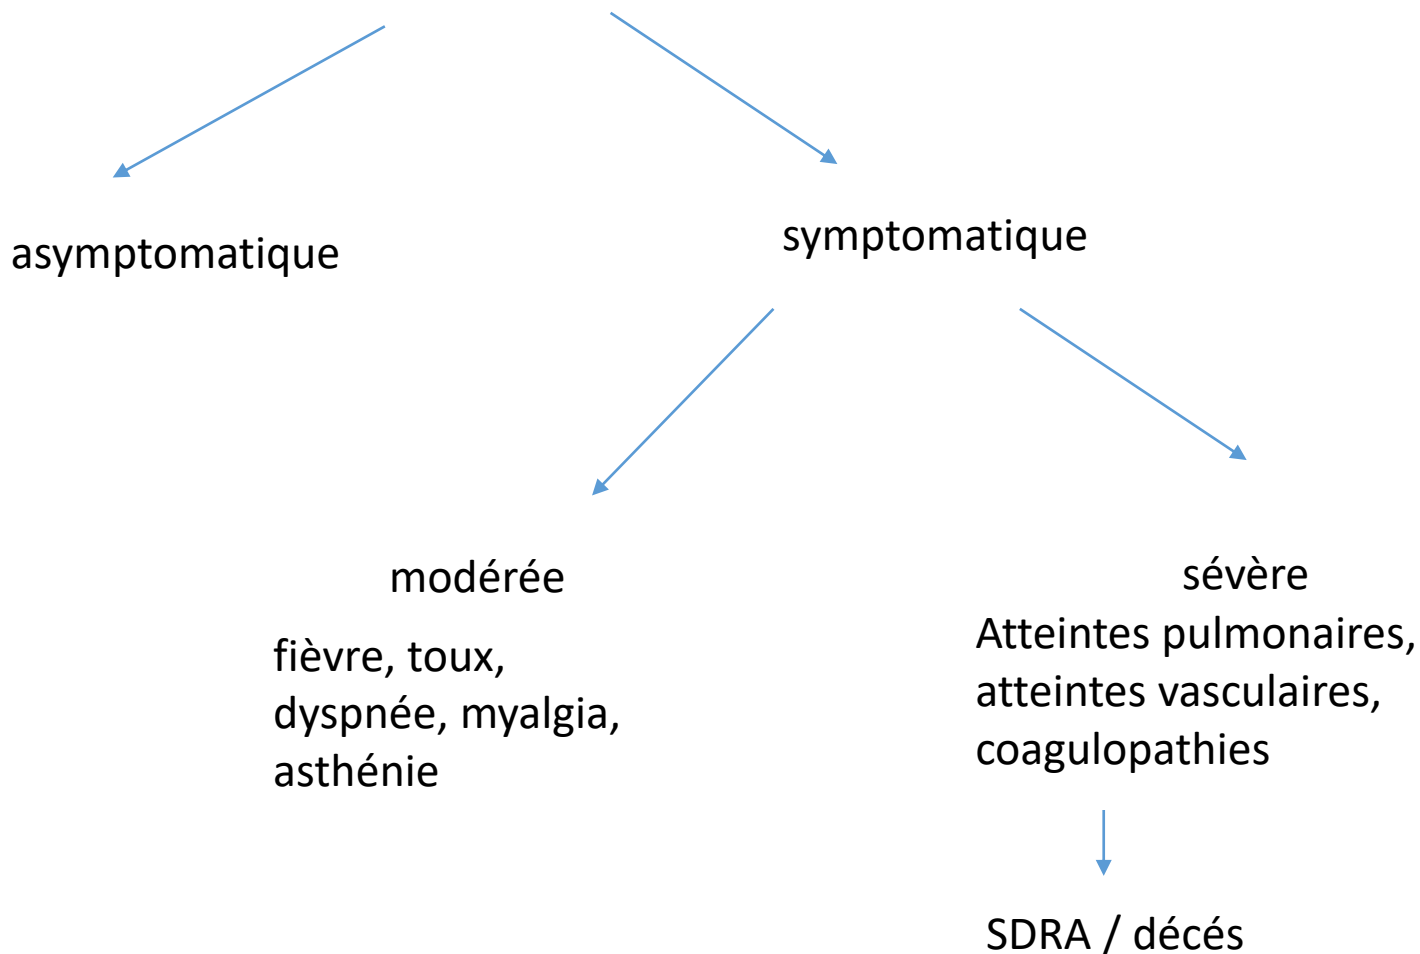 asymptomatique
symptomatique
modérée
fièvre, toux,
dyspnée, myalgia,
asthénie
sévère
Atteintes pulmonaires,
atteintes vasculaires,
coagulopathies
SDRA / décés